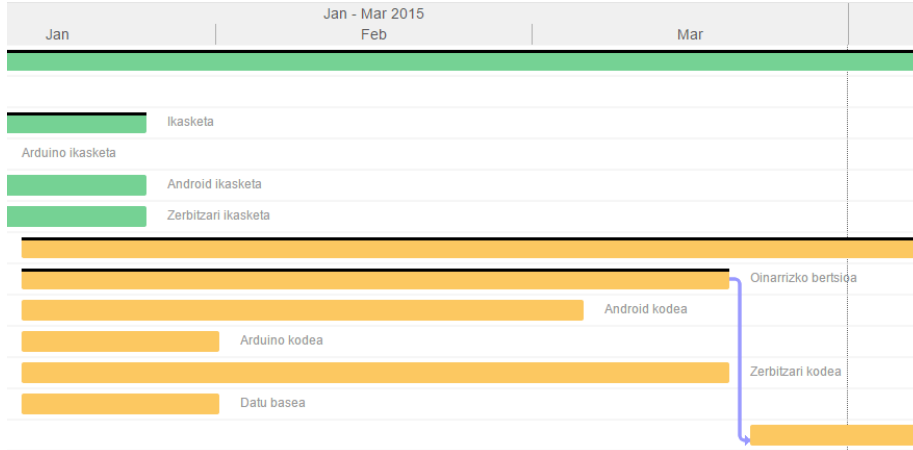 Jan - Mar 2015
Jan Feb Mar
Ikasketa
Arduino ikasketa
Android ikasketa
Zerbitzari ikasketa
Oinarrizko bertsioa
Android kodea
Arduino kodea
Zerbitzari kodea
Datu basea